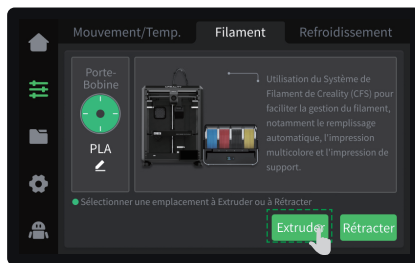 Mouvement/Temp.
Filament
Refroidissement
Porte-
Bobine
PLA
Utilisation du Système de
Filament de Creality (CFS) pour
faciliter la gestion du filament,
notamment le remplissage
automatique, l'impression
multicolore et l'impression de
support.
Sélectionner une emplacement à Extruder ou à Rétracter
Extruder
Rétracter